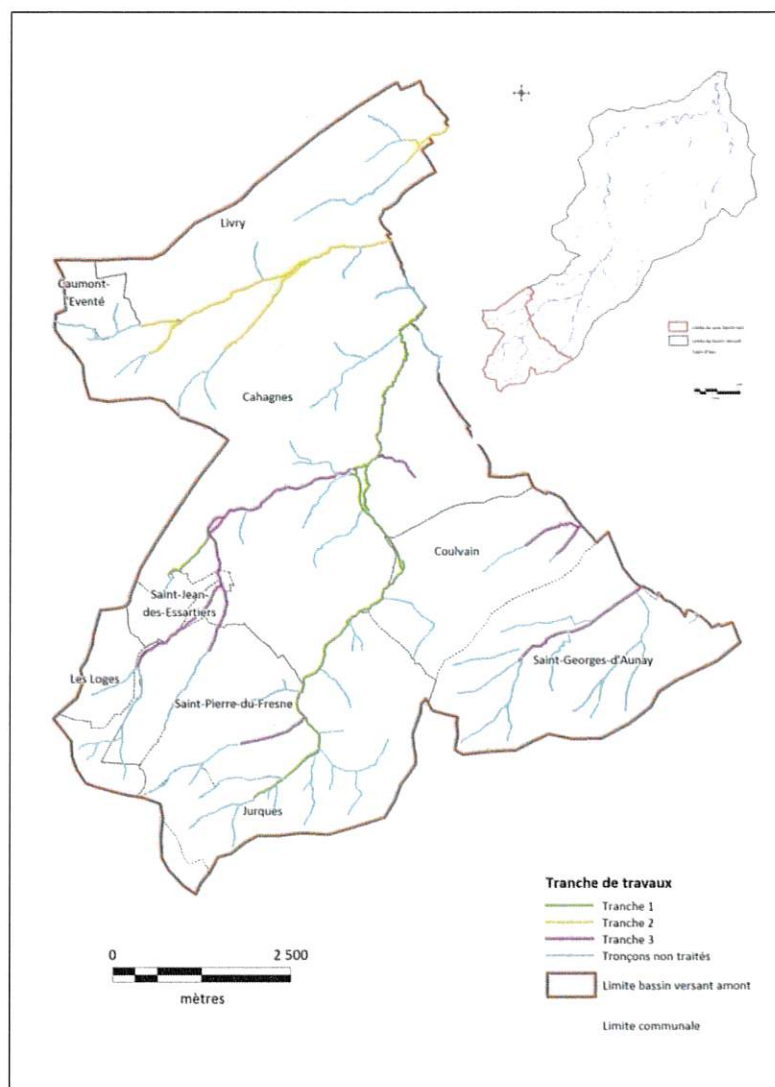 Livry
Caumont-
l'Eventé
Cahagnes
Coulvain
Saint-Jean-
des-Essartiers
Les Loges
Saint-Georges-d'Aunay
Saint-Pierre-du-Fresne
Jurques
Tranche de travaux
Tranche 1
Tranche 2
Tranche 3
Tronçons non traités
Limite bassin versant amont
Limite communale
0 2 500
mètres